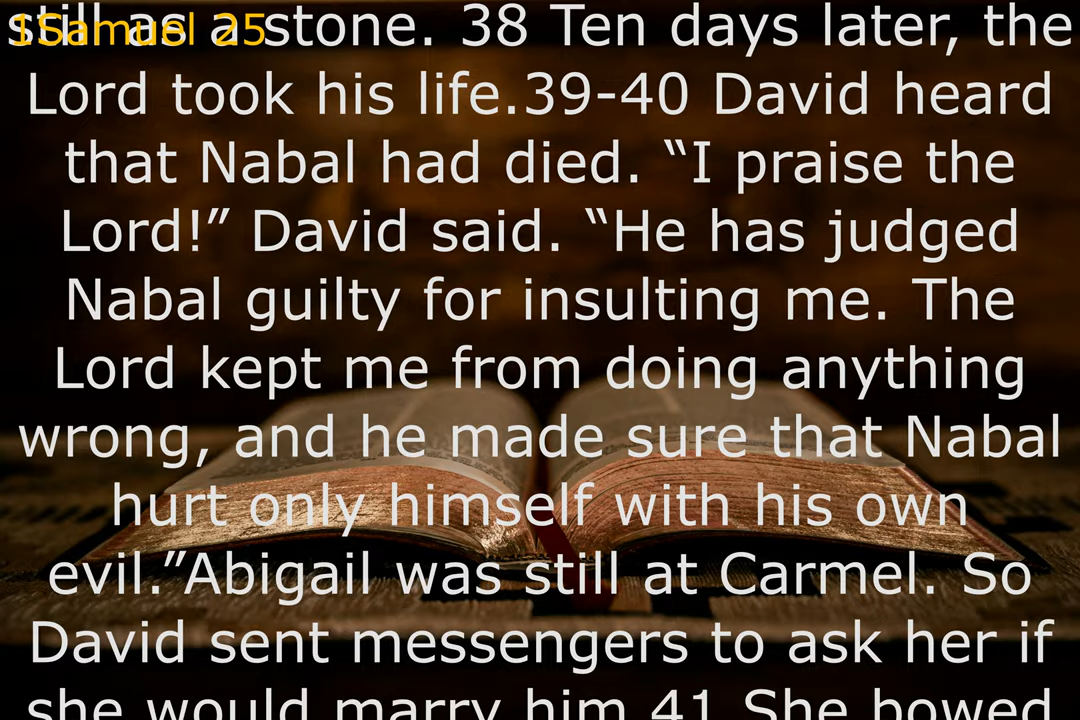 1Samuel 25
still as a stone. 38 Ten days later, the
Lord took his life.39-40 David heard
that Nabal had died. “I praise the
Lord!” David said. “He has judged
Nabal guilty for insulting me. The
Lord kept me from doing anything
wrong, and he made sure that Nabal
hurt only himself with his own
evil.”Abigail was still at Carmel. So
David sent messengers to ask her if
she would marry him.41 She bowed